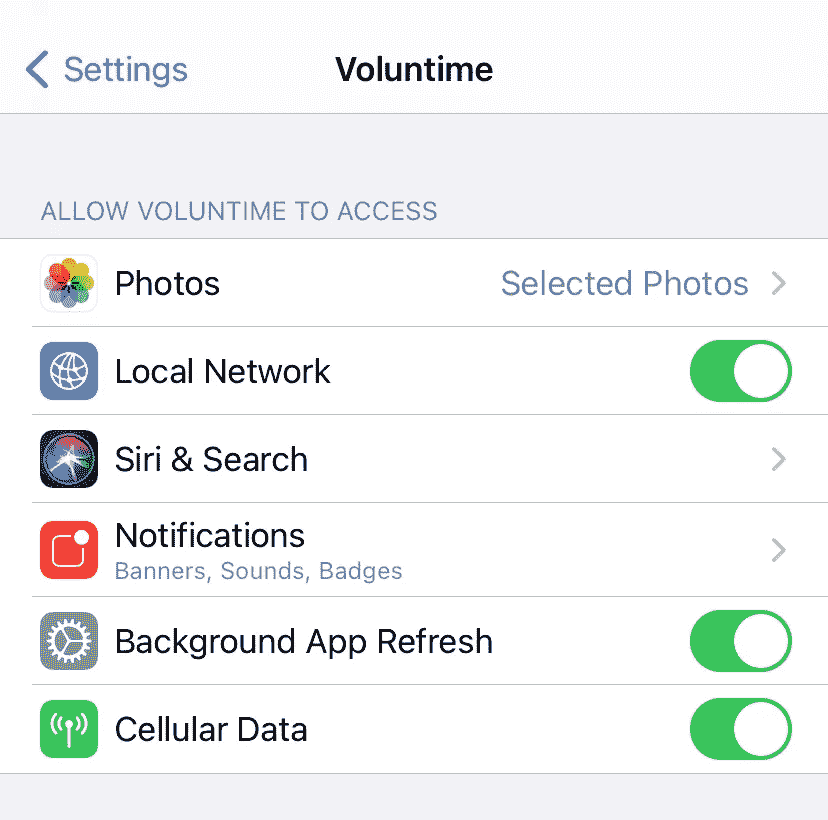 Settings
Voluntime
ALLOW VOLUNTIME TO ACCESS
Photos Selected Photos
Local Network
Siri & Search
Notifications
Banners, Sounds, Badges
Background App Refresh
Cellular Data